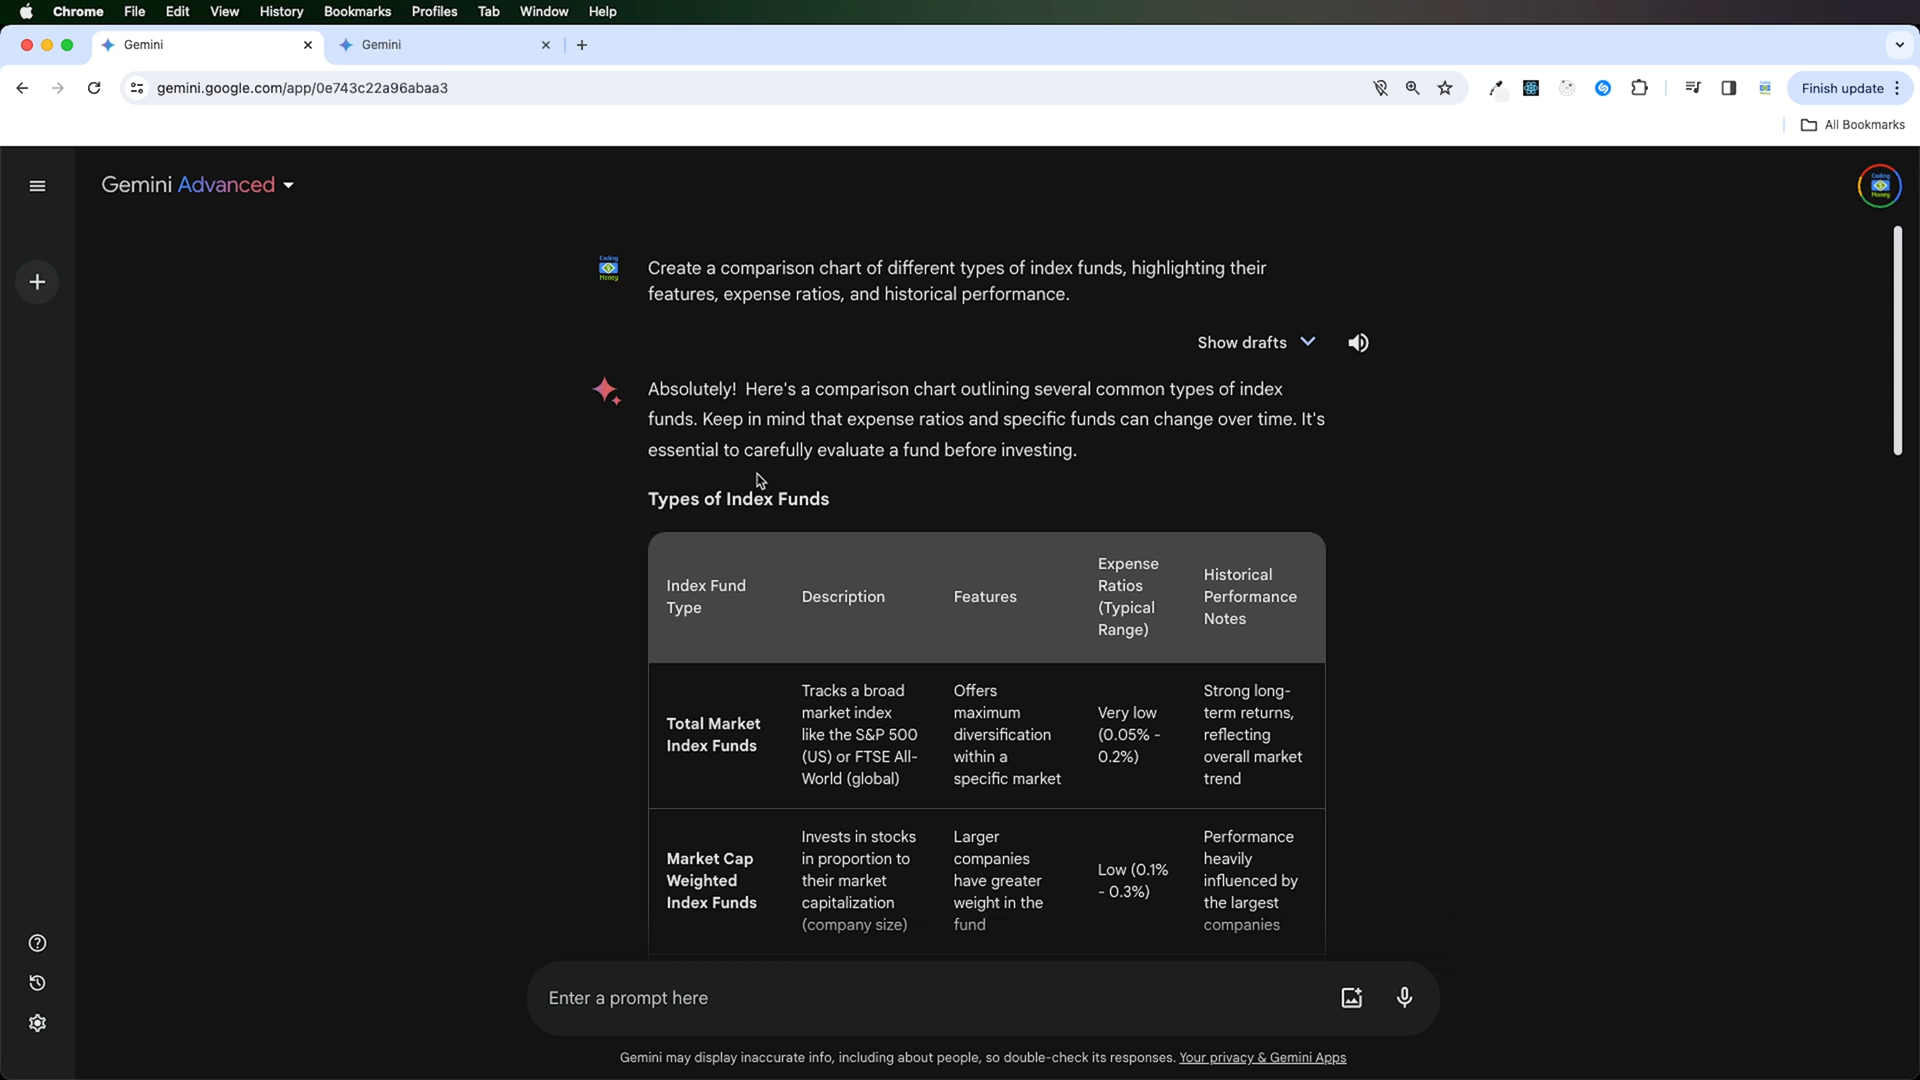 Chrome File Edit View History Bookmarks Profiles Tab Window Help
Gemini
Gemini
gemini.google.com/app/0e743c22a96abaa3
Finish update
All Bookmarks
Gemini Advanced
Coding
Money
Coding
Money
Create a comparison chart of different types of index funds, highlighting their
features, expense ratios, and historical performance.
Show drafts
Absolutely! Here's a comparison chart outlining several common types of index
funds. Keep in mind that expense ratios and specific funds can change over time. It's
essential to carefully evaluate a fund before investing.
Types of Index Funds
Index Fund
Type
Description
Features
Expense
Ratios
(Typical
Range)
Historical
Performance
Notes
Total Market
Index Funds
Tracks a broad
market index
like the S&P 500
(US) or FTSE All-
World (global)
Offers
maximum
diversification
within a
specific market
Very low
(0.05% -
0.2%)
Strong long-
term returns,
reflecting
overall market
trend
Market Cap
Weighted
Index Funds
Invests in stocks
in proportion to
their market
capitalization
(company size)
Larger
companies
have greater
weight in the
fund
Low (0.1%
- 0.3%)
Performance
heavily
influenced by
the largest
companies
Enter a prompt here
Gemini may display inaccurate info, including about people, so double-check its responses. Your privacy & Gemini Apps